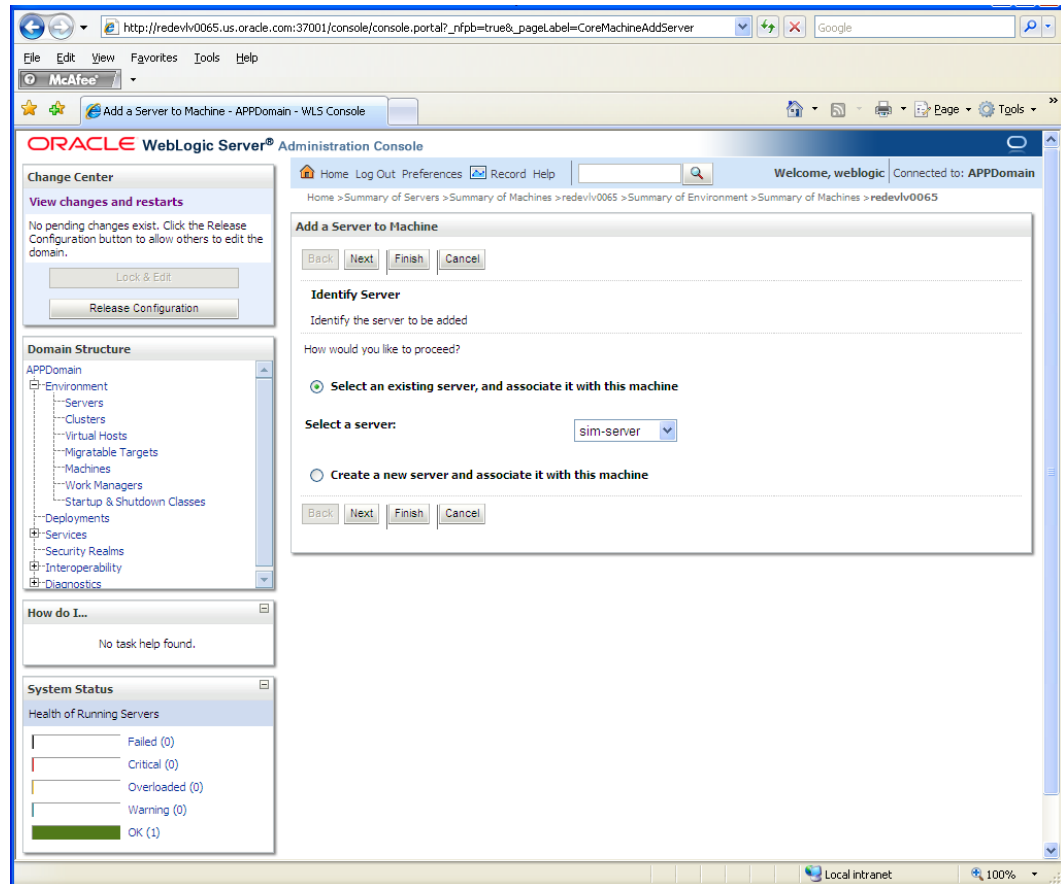 http://redevlv0065.us.oracle.com:37001/console/console.portal?_nfpb=true&_pageLabel=CoreMachineAddServer
Google
File Edit View Favorites Tools Help
McAfee
Add a Server to Machine - APPDomain - WLS Console
Page Tools
»
ORACLE WebLogic Server® Administration Console
Change Center
View changes and restarts
No pending changes exist. Click the Release
Configuration button to allow others to edit the
domain.
Lock & Edit
Release Configuration
Domain Structure
APPDomain
Environment
Servers
Clusters
Virtual Hosts
Migratable Targets
Machines
Work Managers
Startup & Shutdown Classes
Deployments
Services
Security Realms
Interoperability
Diagnostics
How do I...
No task help found.
System Status
Health of Running Servers
Failed (0)
Critical (0)
Overloaded (0)
Warning (0)
OK (1)
Home Log Out Preferences Record Help
Welcome, weblogic Connected to: APPDomain
Home >Summary of Servers >Summary of Machines >redevlv0065 >Summary of Environment >Summary of Machines >redevlv0065
Add a Server to Machine
Back Next Finish Cancel
Identify Server
Identify the server to be added
How would you like to proceed?
Select an existing server, and associate it with this machine
Select a server: sim-server
Create a new server and associate it with this machine
Back Next Finish Cancel
Local intranet 100%